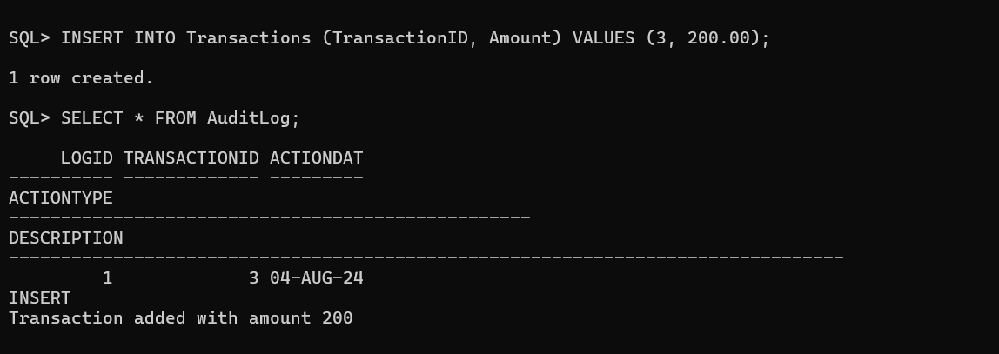 SQL> INSERT INTO Transactions (TransactionID, Amount) VALUES (3, 200.00);
1 row created.
SQL> SELECT * FROM AuditLog;
     LOGID TRANSACTIONID ACTIONDAT
---------- ------------- ---------
ACTIONTYPE
--------------------------------------------------
DESCRIPTION
--------------------------------------------------------------------------------
         1             3 04-AUG-24
INSERT
Transaction added with amount 200